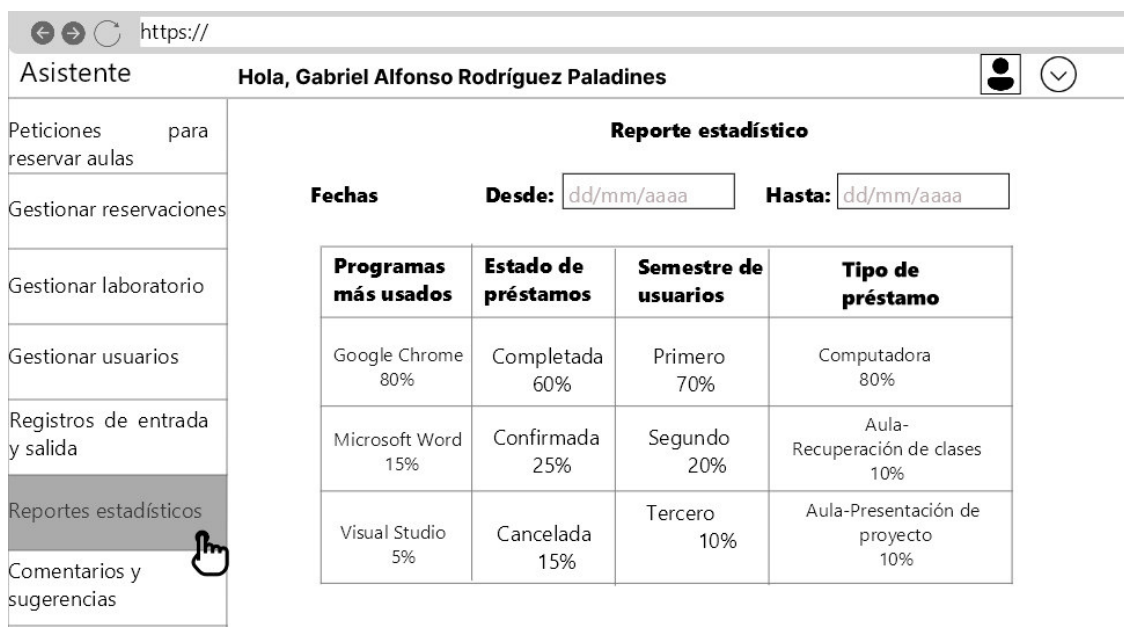 https://
Asistente
Hola, Gabriel Alfonso Rodríguez Paladines
Peticiones para
reservar aulas
Gestionar reservaciones
Gestionar laboratorio
Gestionar usuarios
Registros de entrada
y salida
Reportes estadísticos
Comentarios y
sugerencias
Reporte estadístico
Fechas Desde: dd/mm/aaaa Hasta: dd/mm/aaaa
Programas
más usados
Estado de
préstamos
Semestre de
usuarios
Tipo de
préstamo
Google Chrome
80%
Completada
60%
Primero
70%
Computadora
80%
Microsoft Word
15%
Confirmada
25%
Segundo
20%
Aula-
Recuperación de clases
10%
Visual Studio
5%
Cancelada
15%
Tercero
10%
Aula-Presentación de
proyecto
10%